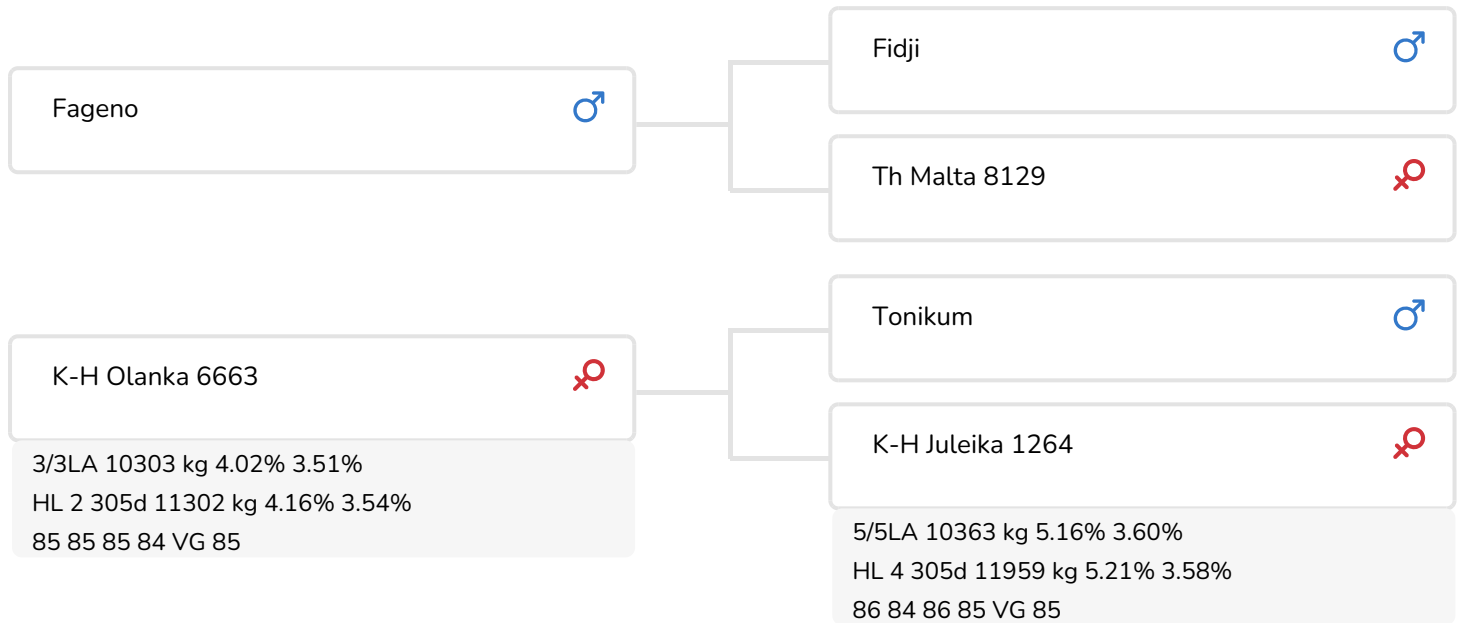 Fageno
Fidji
Th Malta 8129
K-H Olanka 6663
3/3LA 10303 kg 4.02% 3.51%
HL 2 305d 11302 kg 4.16% 3.54%
85 85 85 84 VG 85
Tonikum
K-H Juleika 1264
5/5LA 10363 kg 5.16% 3.60%
HL 4 305d 11959 kg 5.21% 3.58%
86 84 86 85 VG 85